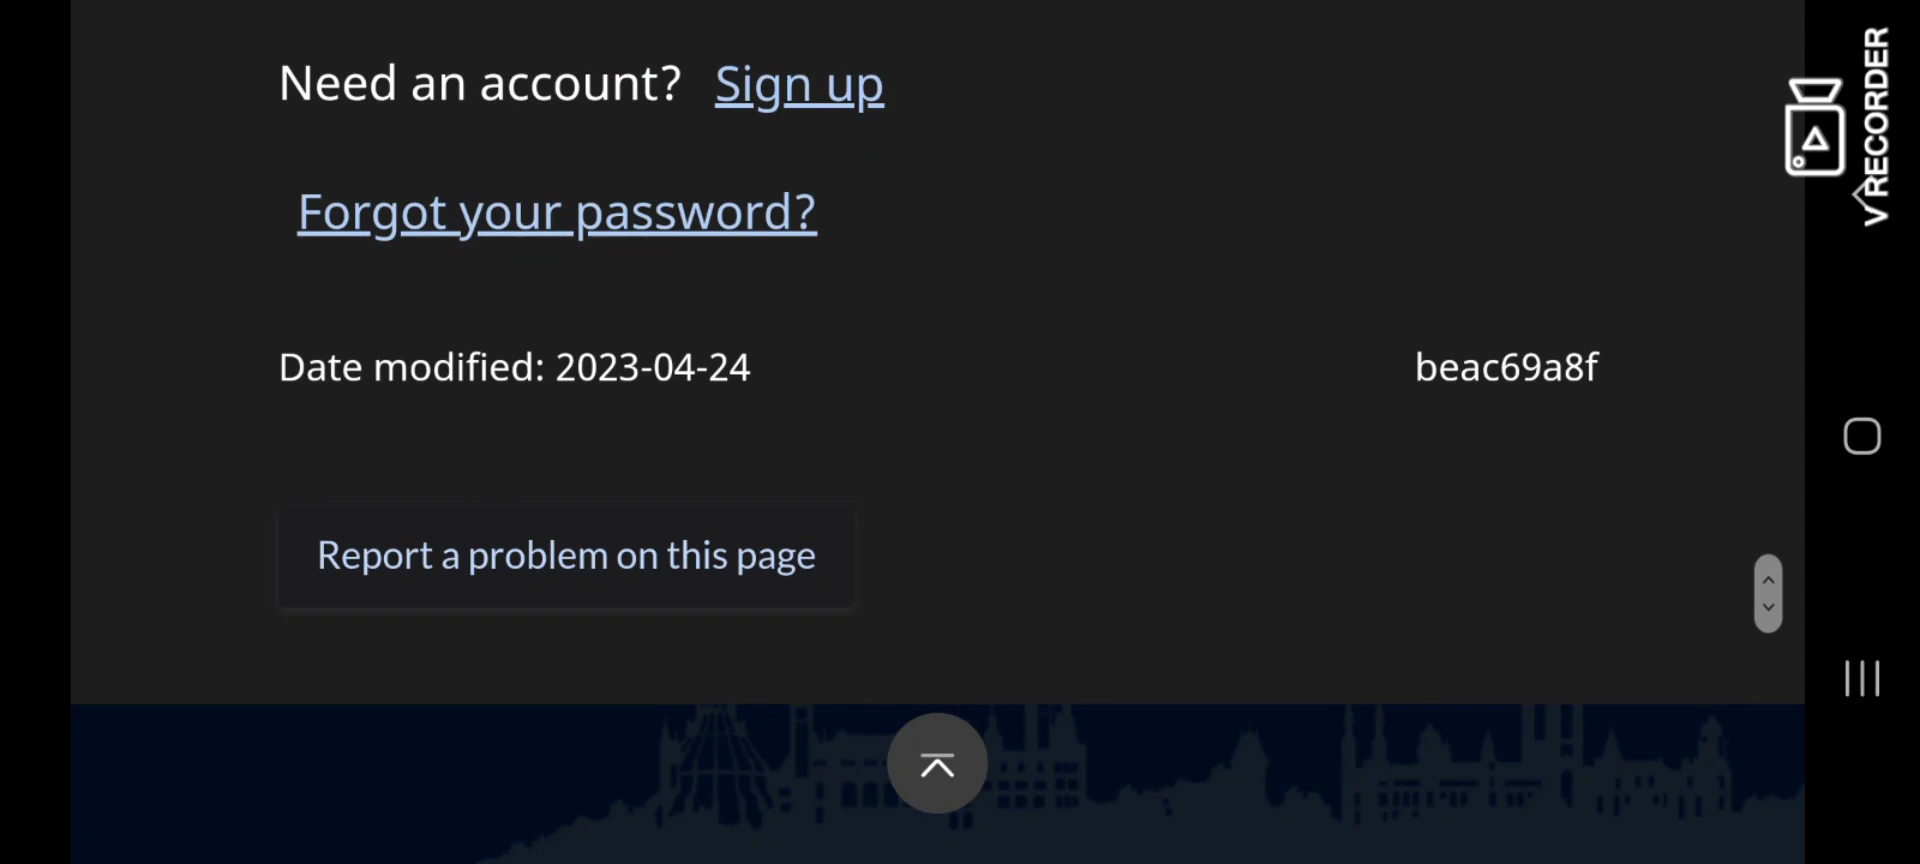 Need an account? Sign up
Forgot your password?
Date modified: 2023-04-24 beac69a8f
Report a problem on this page
VRECORDER